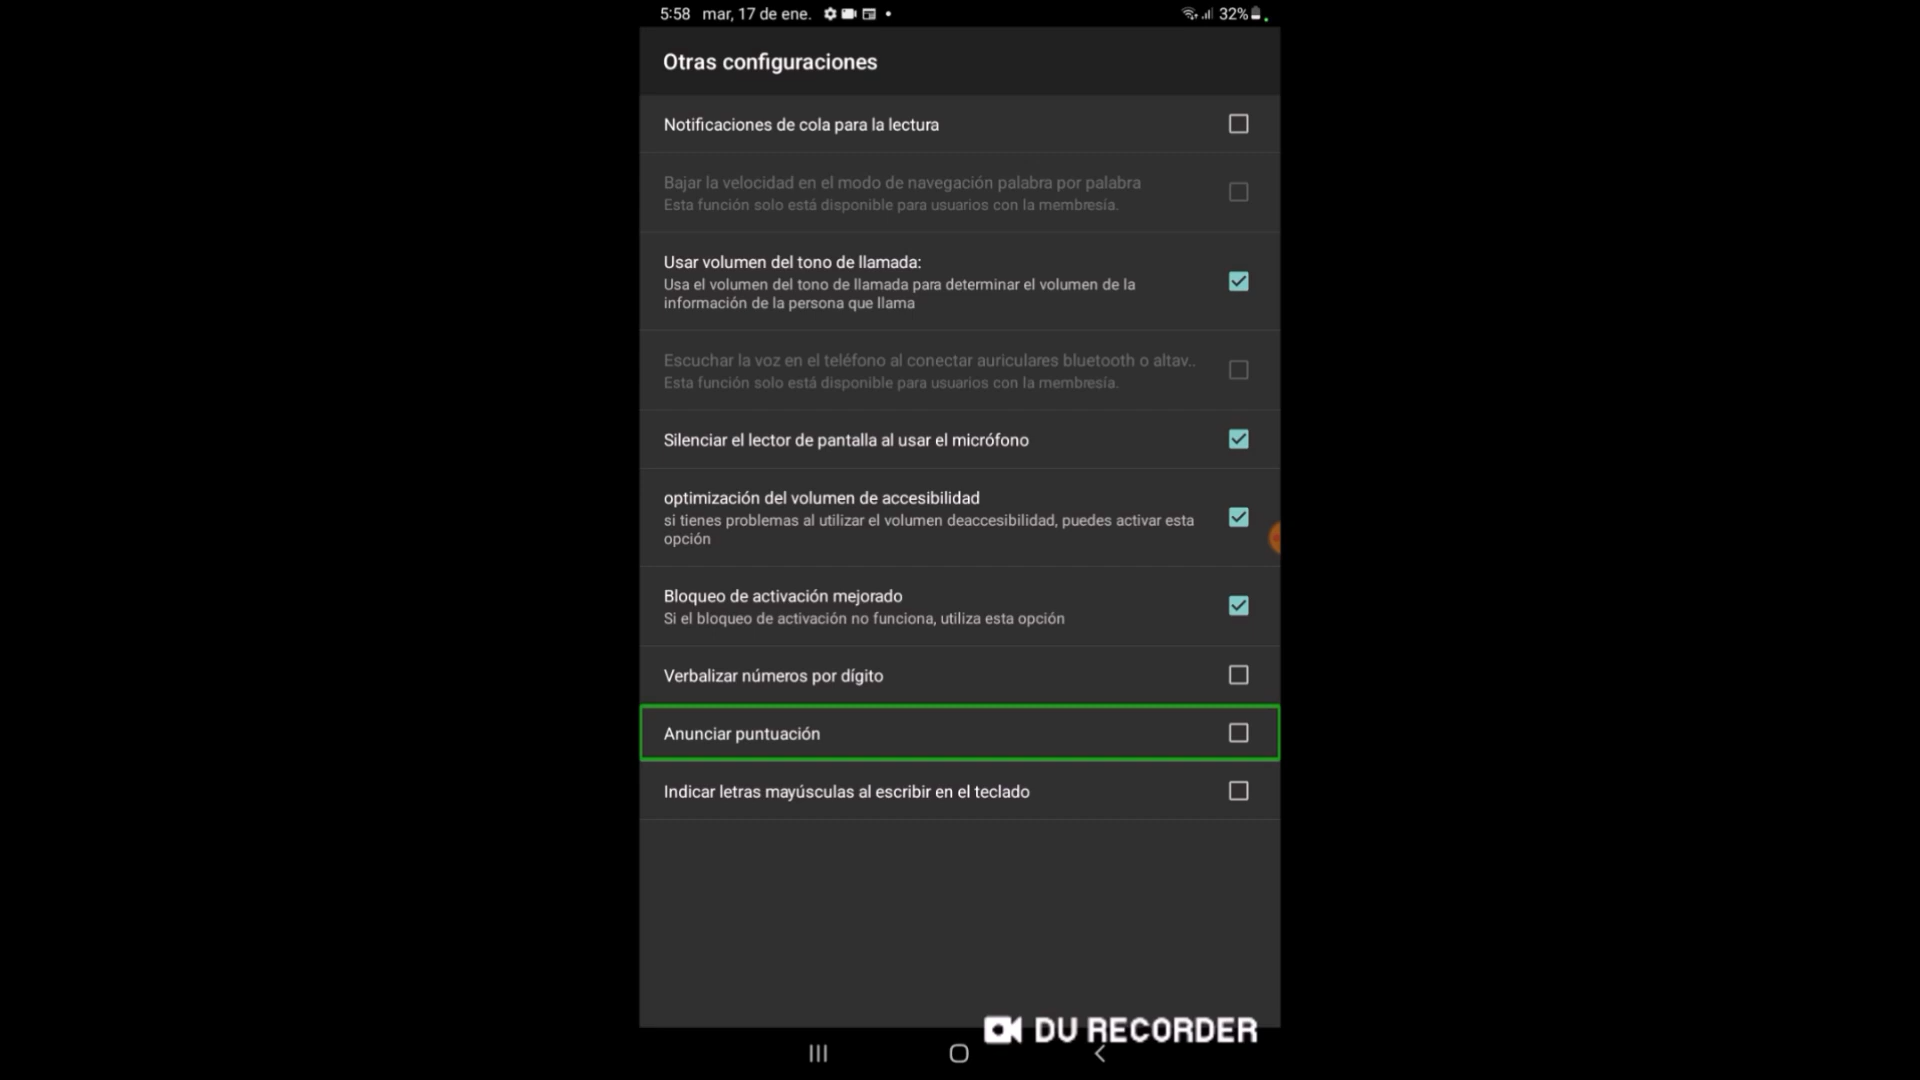 5:58 mar, 17 de ene.
32%
Otras configuraciones
Notificaciones de cola para la lectura
Bajar la velocidad en el modo de navegación palabra por palabra
Esta función solo está disponible para usuarios con la membresía.
Usar volumen del tono de llamada:
Usa el volumen del tono de llamada para determinar el volumen de la
información de la persona que llama
Escuchar la voz en el teléfono al conectar auriculares bluetooth o altav..
Esta función solo está disponible para usuarios con la membresía.
Silenciar el lector de pantalla al usar el micrófono
optimización del volumen de accesibilidad
si tienes problemas al utilizar el volumen deaccesibilidad, puedes activar esta
opción
Bloqueo de activación mejorado
Si el bloqueo de activación no funciona, utiliza esta opción
Verbalizar números por dígito
Anunciar puntuación
Indicar letras mayúsculas al escribir en el teclado
DU RECORDER